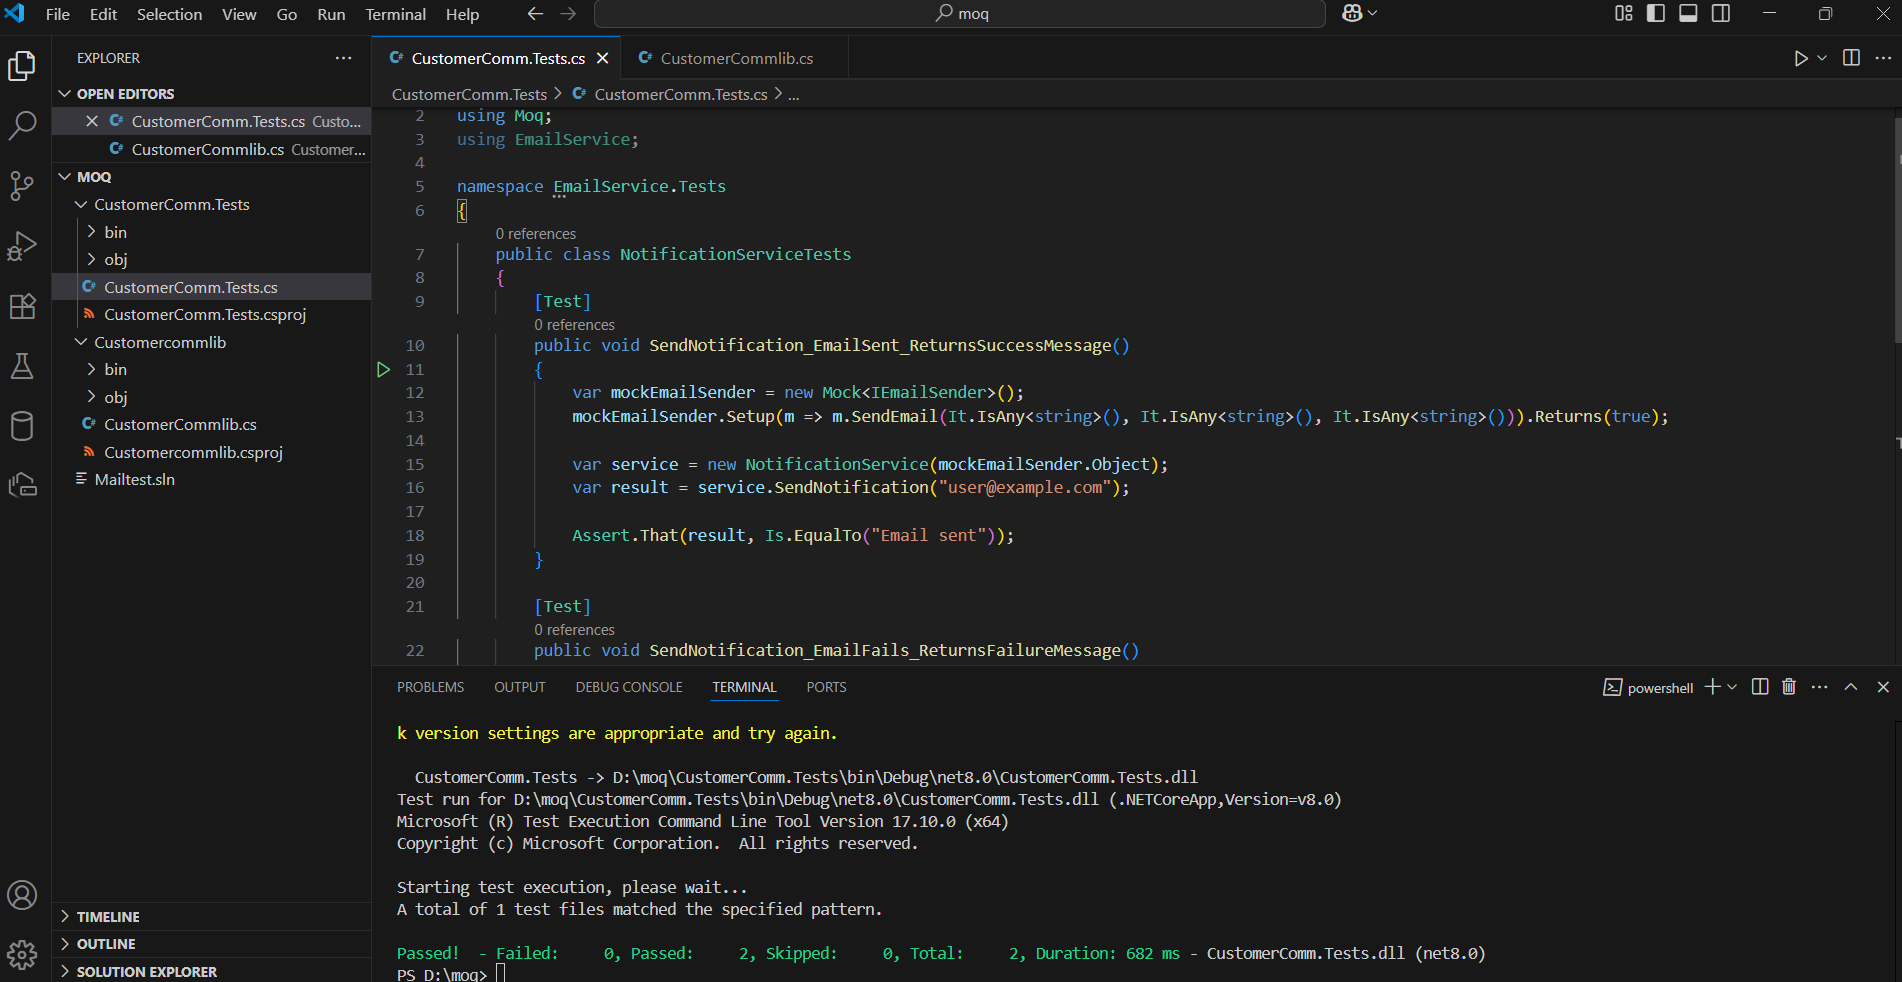 File Edit Selection View Go Run Terminal Help
moq
EXPLORER
OPEN EDITORS
CustomerComm.Tests.cs Custo...
CustomerCommlib.cs Customer...
MOQ
CustomerComm.Tests
bin
obj
CustomerComm.Tests.cs
CustomerComm.Tests.csproj
Customercommlib
bin
obj
CustomerCommlib.cs
Customercommlib.csproj
Mailtest.sln
TIMELINE
OUTLINE
SOLUTION EXPLORER
CustomerComm.Tests.cs CustomerCommlib.cs
CustomerComm.Tests > CustomerComm.Tests.cs > ...
2 using Moq;
3 using EmailService;
4
5 namespace EmailService.Tests
6 {
0 references
7 public class NotificationServiceTests
8 {
9 [Test]
0 references
10 public void SendNotification_EmailSent_ReturnsSuccessMessage()
11 {
12 var mockEmailSender = new Mock<IEmailSender>();
13 mockEmailSender.Setup(m => m.SendEmail(It.IsAny<string>(), It.IsAny<string>(), It.IsAny<string>())).Returns(true);
14
15 var service = new NotificationService(mockEmailSender.Object);
16 var result = service.SendNotification("user@example.com");
17
18 Assert.That(result, Is.EqualTo("Email sent"));
19 }
20
21 [Test]
0 references
22 public void SendNotification_EmailFails_ReturnsFailureMessage()
PROBLEMS OUTPUT DEBUG CONSOLE TERMINAL PORTS
powershell
k version settings are appropriate and try again.
CustomerComm.Tests -> D:\moq\CustomerComm.Tests\bin\Debug\net8.0\CustomerComm.Tests.dll
Test run for D:\moq\CustomerComm.Tests\bin\Debug\net8.0\CustomerComm.Tests.dll (.NETCoreApp,Version=v8.0)
Microsoft (R) Test Execution Command Line Tool Version 17.10.0 (x64)
Copyright (c) Microsoft Corporation.  All rights reserved.
Starting test execution, please wait...
A total of 1 test files matched the specified pattern.
Passed!  - Failed:     0, Passed:     2, Skipped:     0, Total:     2, Duration: 682 ms - CustomerComm.Tests.dll (net8.0)
PS D:\moq>